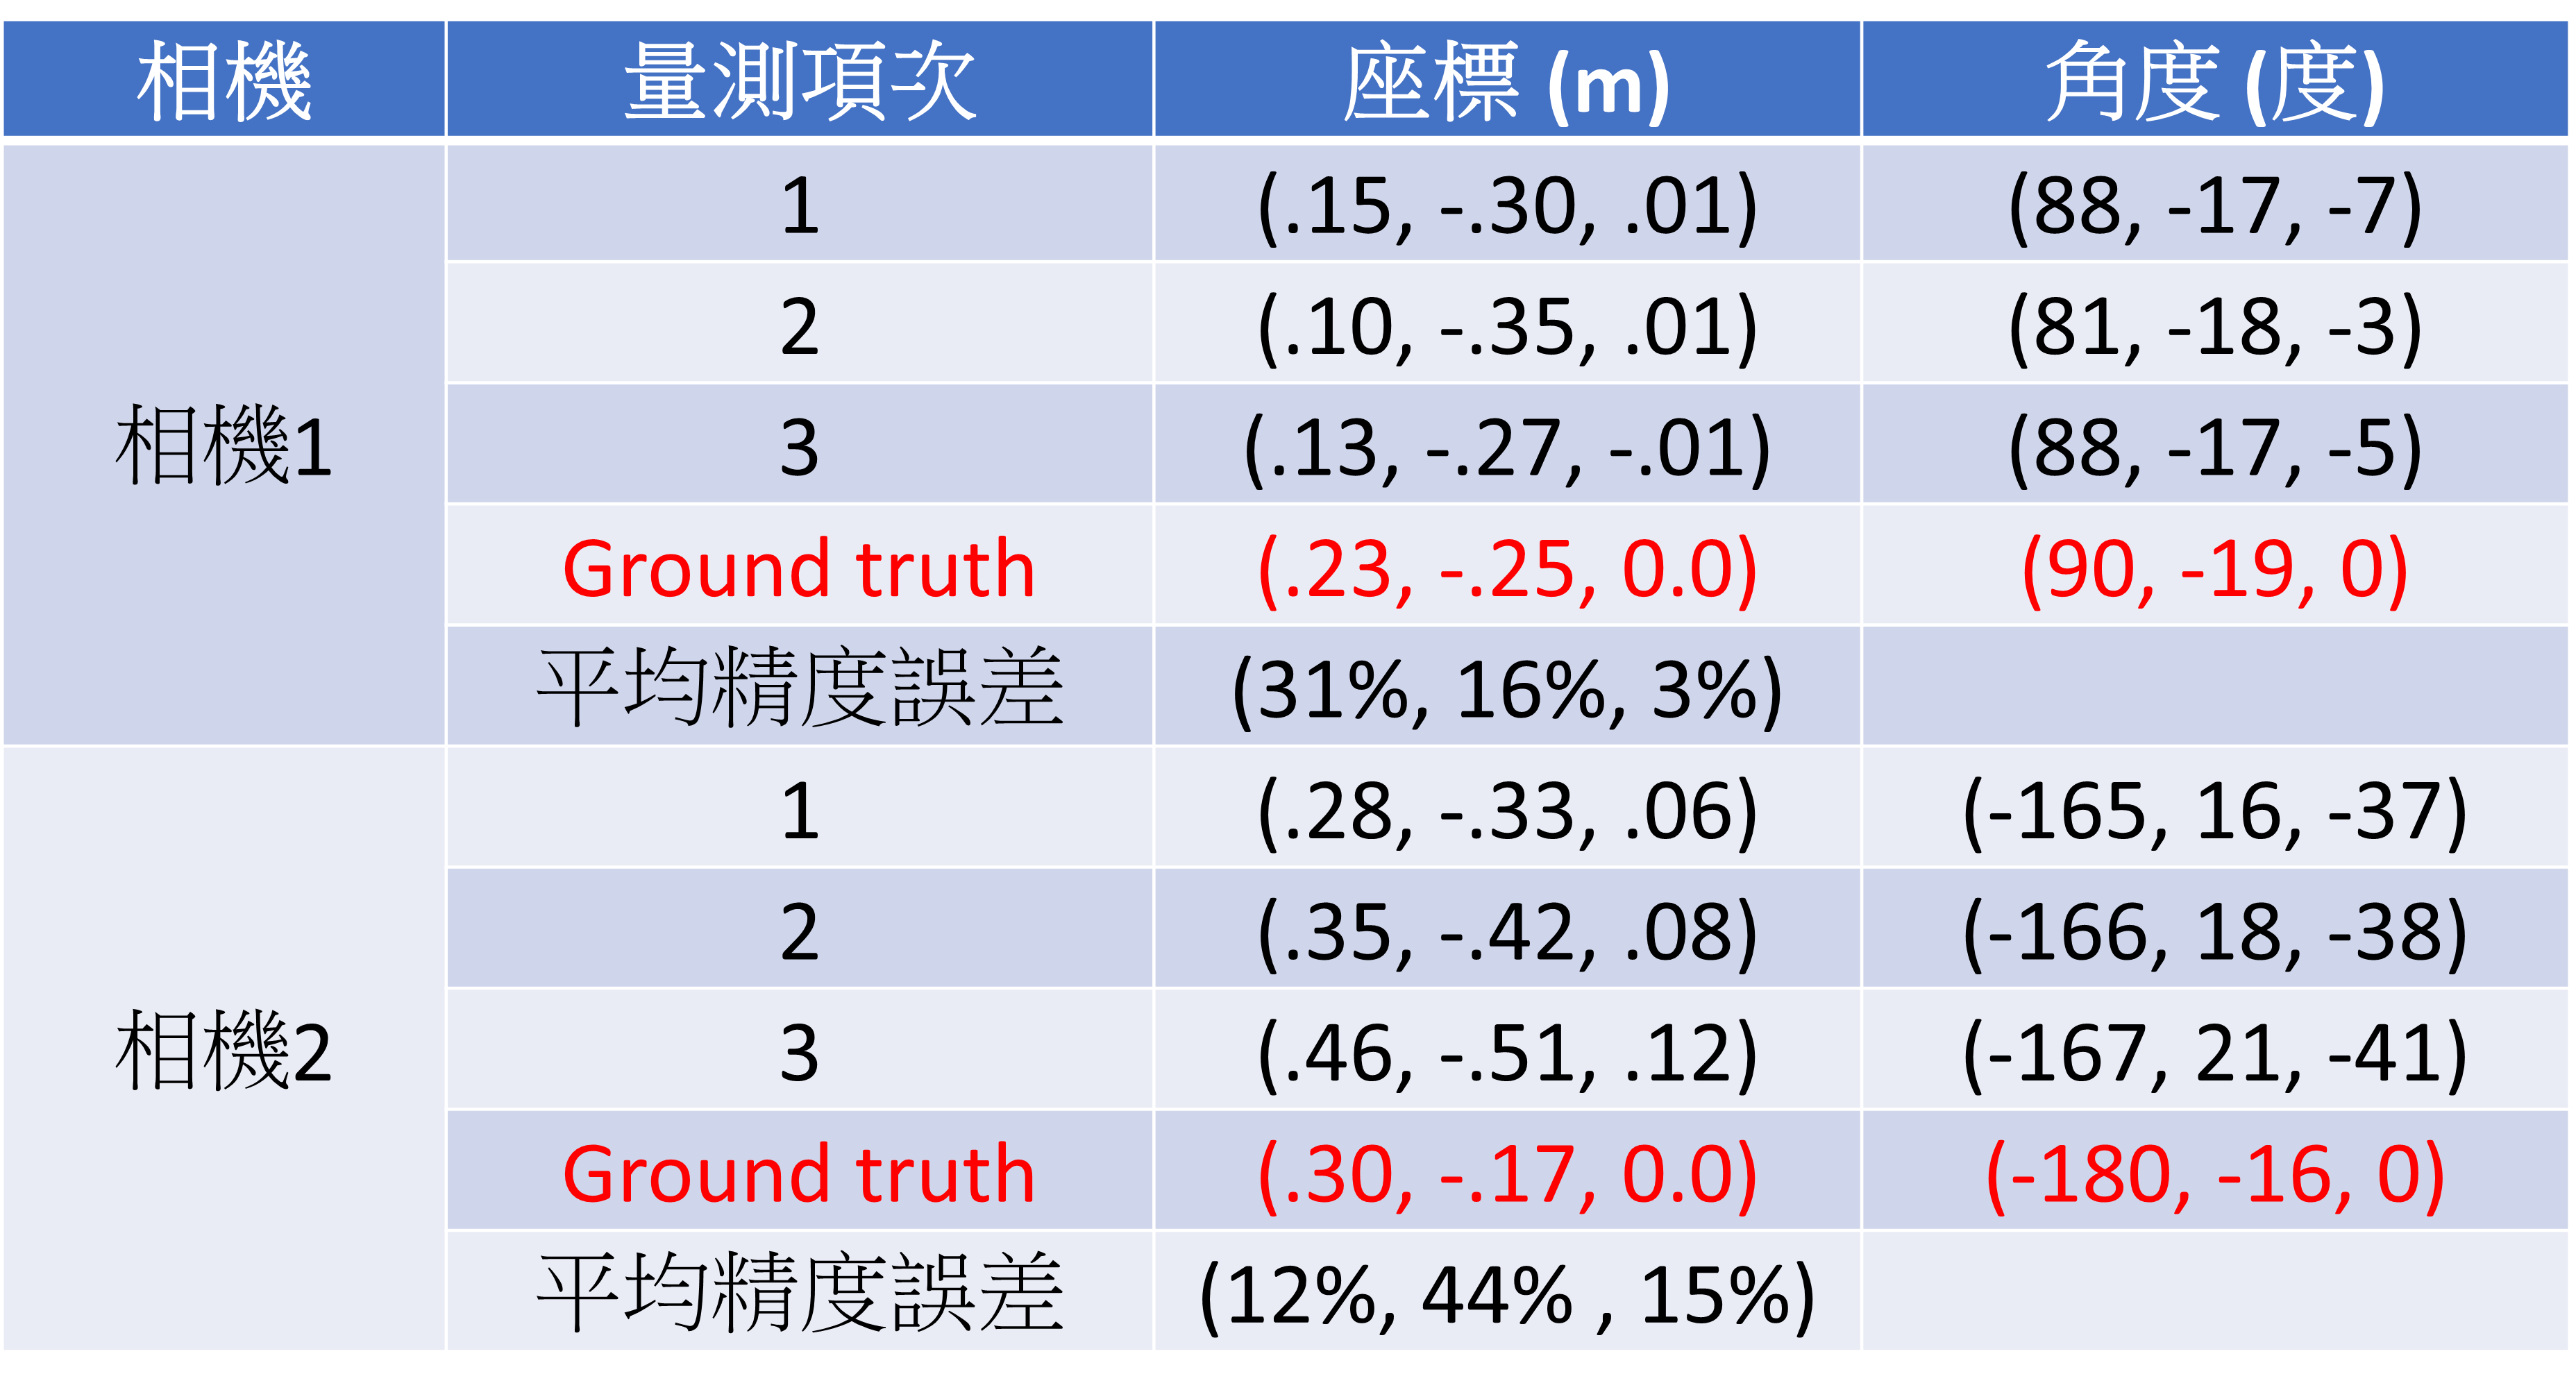 相機 量測項次 座標 (m) 角度 (度)
1 (.15, -.30, .01) (88, -17, -7)
2 (.10, -.35, .01) (81, -18, -3)
相機1 3 (.13, -.27, -.01) (88, -17, -5)
Ground truth (.23, -.25, 0.0) (90, -19, 0)
平均精度誤差 (31%, 16%, 3%)
1 (.28, -.33, .06) (-165, 16, -37)
2 (.35, -.42, .08) (-166, 18, -38)
相機2 3 (.46, -.51, .12) (-167, 21, -41)
Ground truth (.30, -.17, 0.0) (-180, -16, 0)
平均精度誤差 (12%, 44% , 15%)